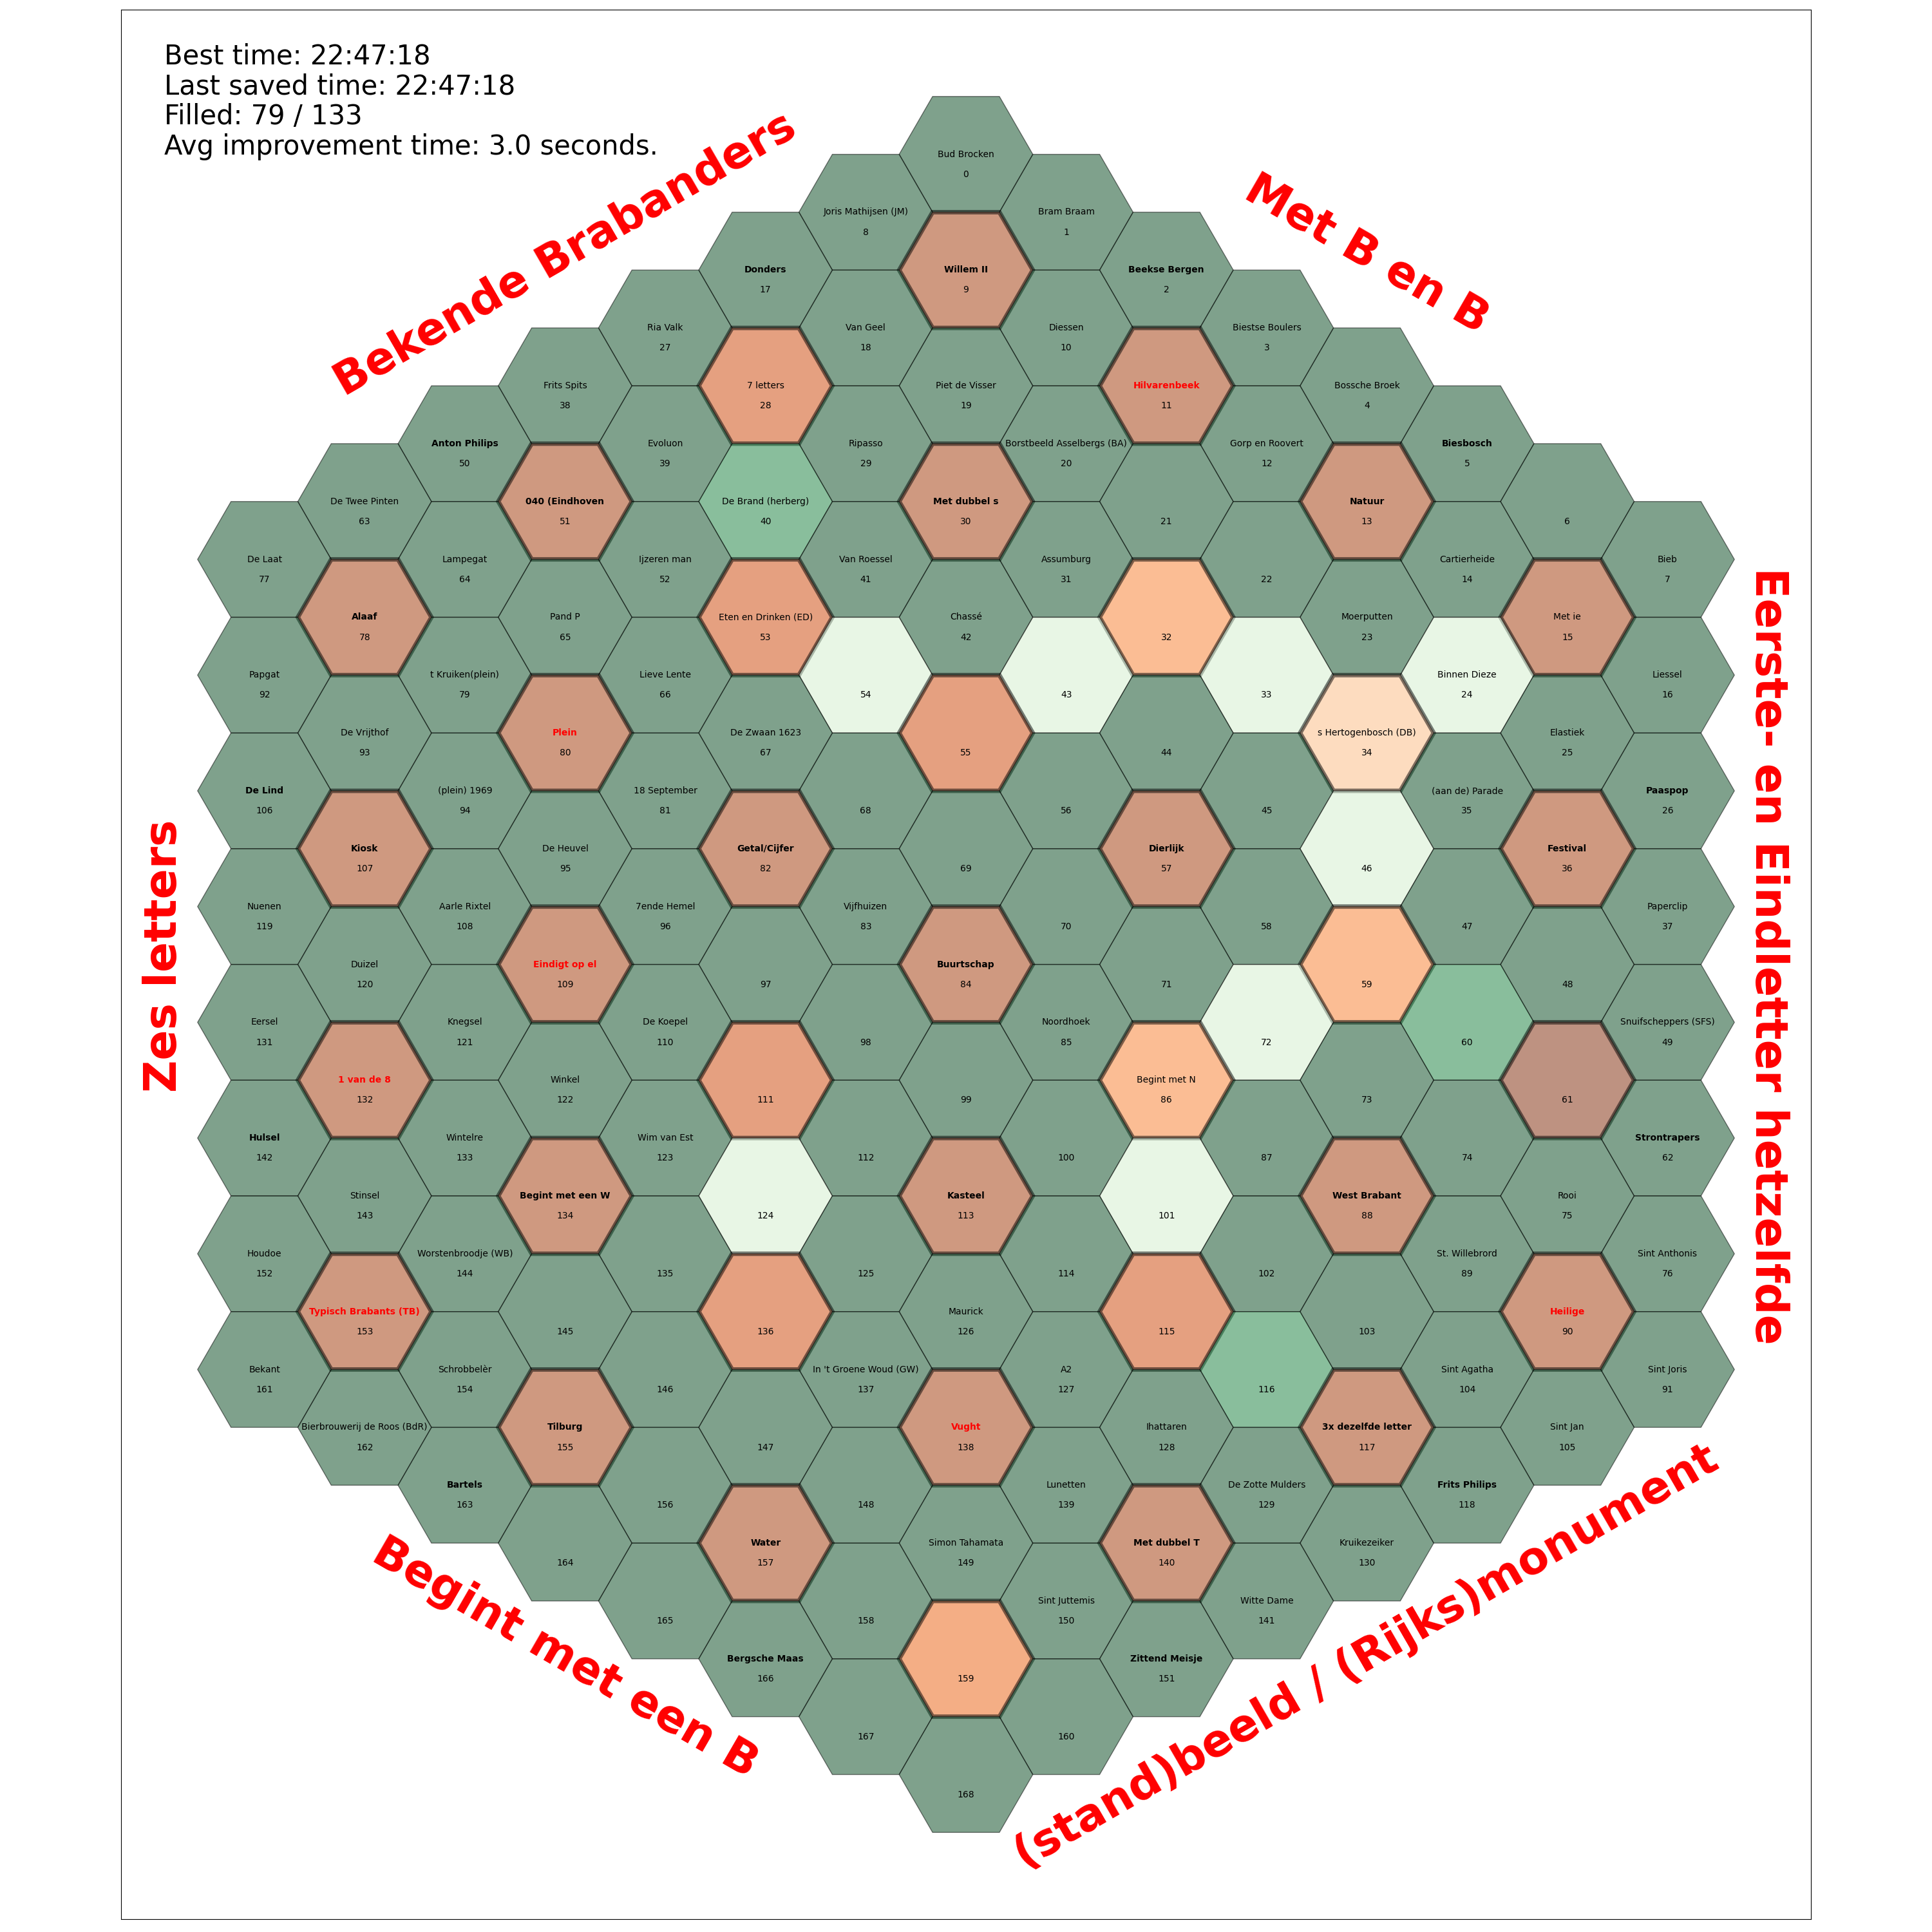 Best time: 22:47:18
Last saved time: 22:47:18
Filled: 79 / 133
Avg improvement time: 3.0 seconds.
Bekende Brabanders
Met B en B
Eerste- en Eindletter hetzelfde
(stand)beeld / (Rijks)monument
Begint met een B
Zes letters
Bud Brocken
0
Bram Braam
1
Beekse Bergen
2
Biestse Boulers
3
Bossche Broek
4
Biesbosch
5
6
Bieb
7
Joris Mathijsen (JM)
8
Willem II
9
Diessen
10
Hilvarenbeek
11
Gorp en Roovert
12
Natuur
13
Cartierheide
14
Met ie
15
Liessel
16
Donders
17
Van Geel
18
Piet de Visser
19
Borstbeeld Asselbergs (BA)
20
21
22
Moerputten
23
Binnen Dieze
24
Elastiek
25
Paaspop
26
Ria Valk
27
7 letters
28
Ripasso
29
Met dubbel s
30
Assumburg
31
32
33
s Hertogenbosch (DB)
34
(aan de) Parade
35
Festival
36
Paperclip
37
Frits Spits
38
Evoluon
39
De Brand (herberg)
40
Van Roessel
41
Chassé
42
43
44
45
46
47
48
Snuifscheppers (SFS)
49
Anton Philips
50
040 (Eindhoven
51
Ijzeren man
52
Eten en Drinken (ED)
53
54
55
56
Dierlijk
57
58
59
60
61
Strontrapers
62
De Twee Pinten
63
Lampegat
64
Pand P
65
Lieve Lente
66
De Zwaan 1623
67
68
69
70
71
72
73
74
Rooi
75
Sint Anthonis
76
De Laat
77
Alaaf
78
t Kruiken(plein)
79
Plein
80
18 September
81
Getal/Cijfer
82
Vijfhuizen
83
Buurtschap
84
Noordhoek
85
Begint met N
86
87
West Brabant
88
St. Willebrord
89
Heilige
90
Sint Joris
91
Papgat
92
De Vrijthof
93
(plein) 1969
94
De Heuvel
95
7ende Hemel
96
97
98
99
100
101
102
103
Sint Agatha
104
Sint Jan
105
De Lind
106
Kiosk
107
Aarle Rixtel
108
Eindigt op el
109
De Koepel
110
111
112
Kasteel
113
114
115
116
3x dezelfde letter
117
Frits Philips
118
Nuenen
119
Duizel
120
Knegsel
121
Winkel
122
Wim van Est
123
124
125
Maurick
126
A2
127
Ihattaren
128
De Zotte Mulders
129
Kruikezeiker
130
Eersel
131
1 van de 8
132
Wintelre
133
Begint met een W
134
135
136
In 't Groene Woud (GW)
137
Vught
138
Lunetten
139
Met dubbel T
140
Witte Dame
141
Hulsel
142
Stinsel
143
Worstenbroodje (WB)
144
145
146
147
148
Simon Tahamata
149
Sint Juttemis
150
Zittend Meisje
151
Houdoe
152
Typisch Brabants (TB)
153
Schrobbelèr
154
Tilburg
155
156
Water
157
158
159
160
Bekant
161
Bierbrouwerij de Roos (BdR)
162
Bartels
163
164
165
Bergsche Maas
166
167
168